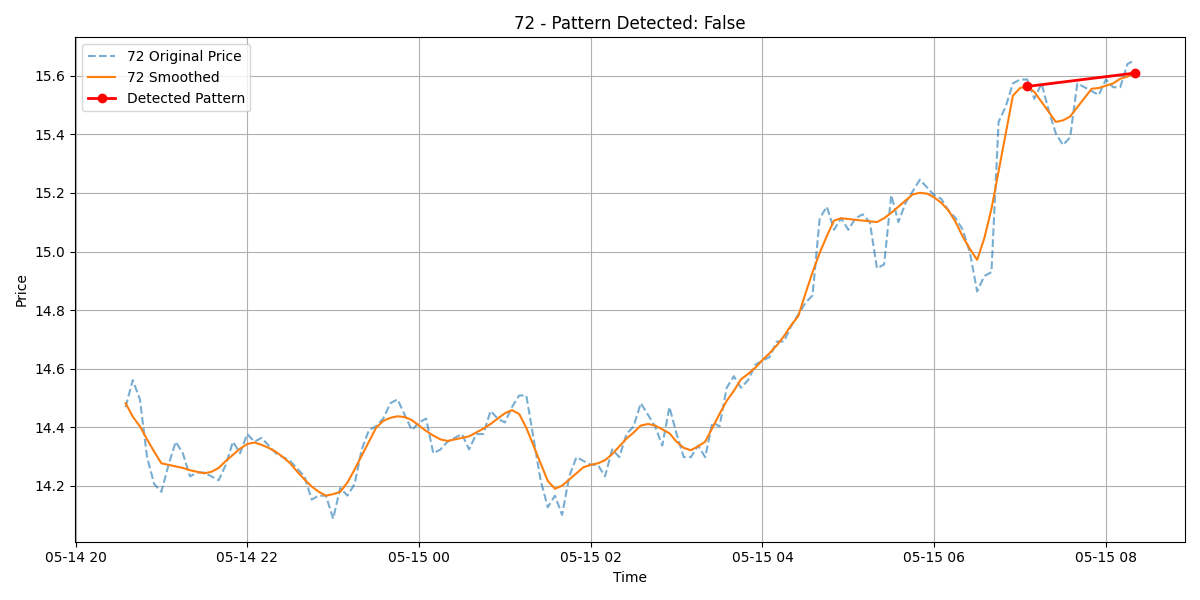 72 - Pattern Detected: False
72 Original Price
72 Smoothed
Detected Pattern
Price
15.6
15.4
15.2
15.0
14.8
14.6
14.4
14.2
05-14 20
05-14 22
05-15 00
05-15 02
05-15 04
05-15 06
05-15 08
Time